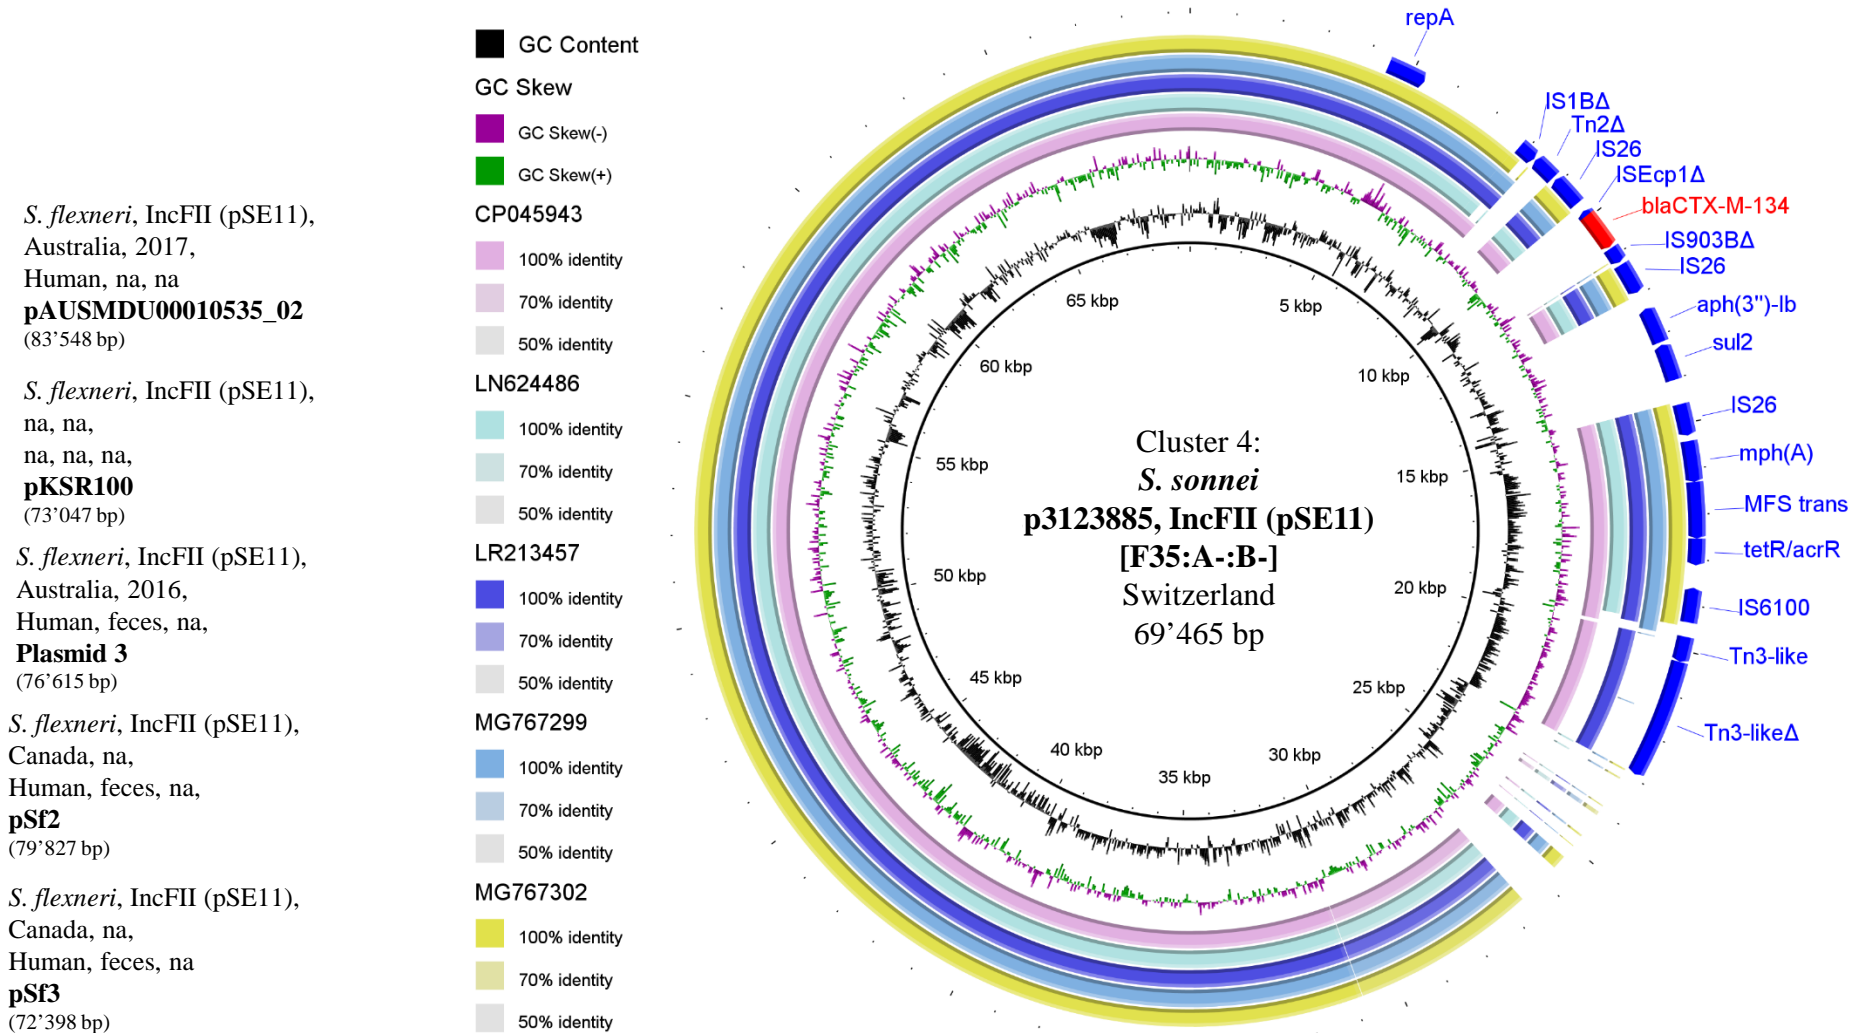 S. flexneri, IncFII (pSE11),
Australia, 2017,
Human, na, na
pAUSMDU00010535_02
(83’548 bp)
S. flexneri, IncFII (pSE11),
na, na,
na, na, na,
pKSR100
(73’047 bp)
S. flexneri, IncFII (pSE11),
Australia, 2016,
Human, feces, na,
Plasmid 3
(76’615 bp)
S. flexneri, IncFII (pSE11),
Canada, na,
Human, feces, na,
pSf2
(79’827 bp)
S. flexneri, IncFII (pSE11),
Canada, na,
Human, feces, na
pSf3
(72’398 bp)
GC Content
GC Skew
GC Skew(-)
GC Skew(+)
CP045943
100% identity
70% identity
50% identity
LN624486
100% identity
70% identity
50% identity
LR213457
100% identity
70% identity
50% identity
MG767299
100% identity
70% identity
50% identity
MG767302
100% identity
70% identity
50% identity
repA
IS1BΔ
Tn2Δ
IS26
ISEcp1Δ
blaCTX-M-134
IS903BΔ
IS26
aph(3")-Ib
sul2
IS26
mph(A)
MFS trans
tetR/acrR
IS6100
Tn3-like
Tn3-likeΔ
5 kbp
10 kbp
15 kbp
20 kbp
25 kbp
30 kbp
35 kbp
40 kbp
45 kbp
50 kbp
55 kbp
60 kbp
65 kbp
Cluster 4:
S. sonnei
p3123885, IncFII (pSE11)
[F35:A-:B-]
Switzerland
69’465 bp